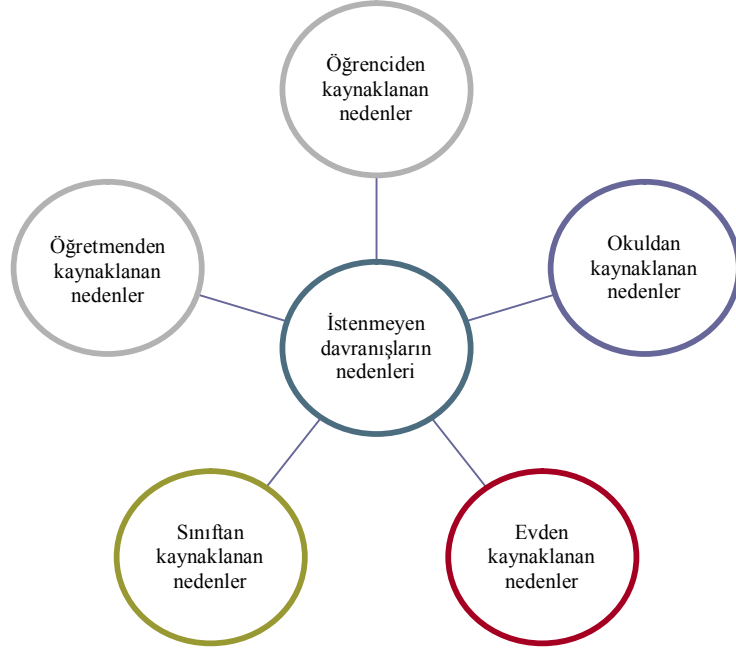 Öğrenciden
kaynaklanan
nedenler
Öğretmenden
kaynaklanan
nedenler
Okuldan
kaynaklanan
nedenler
İstenmeyen
davranışların
nedenleri
Sınıftan
kaynaklanan
nedenler
Evden
kaynaklanan
nedenler